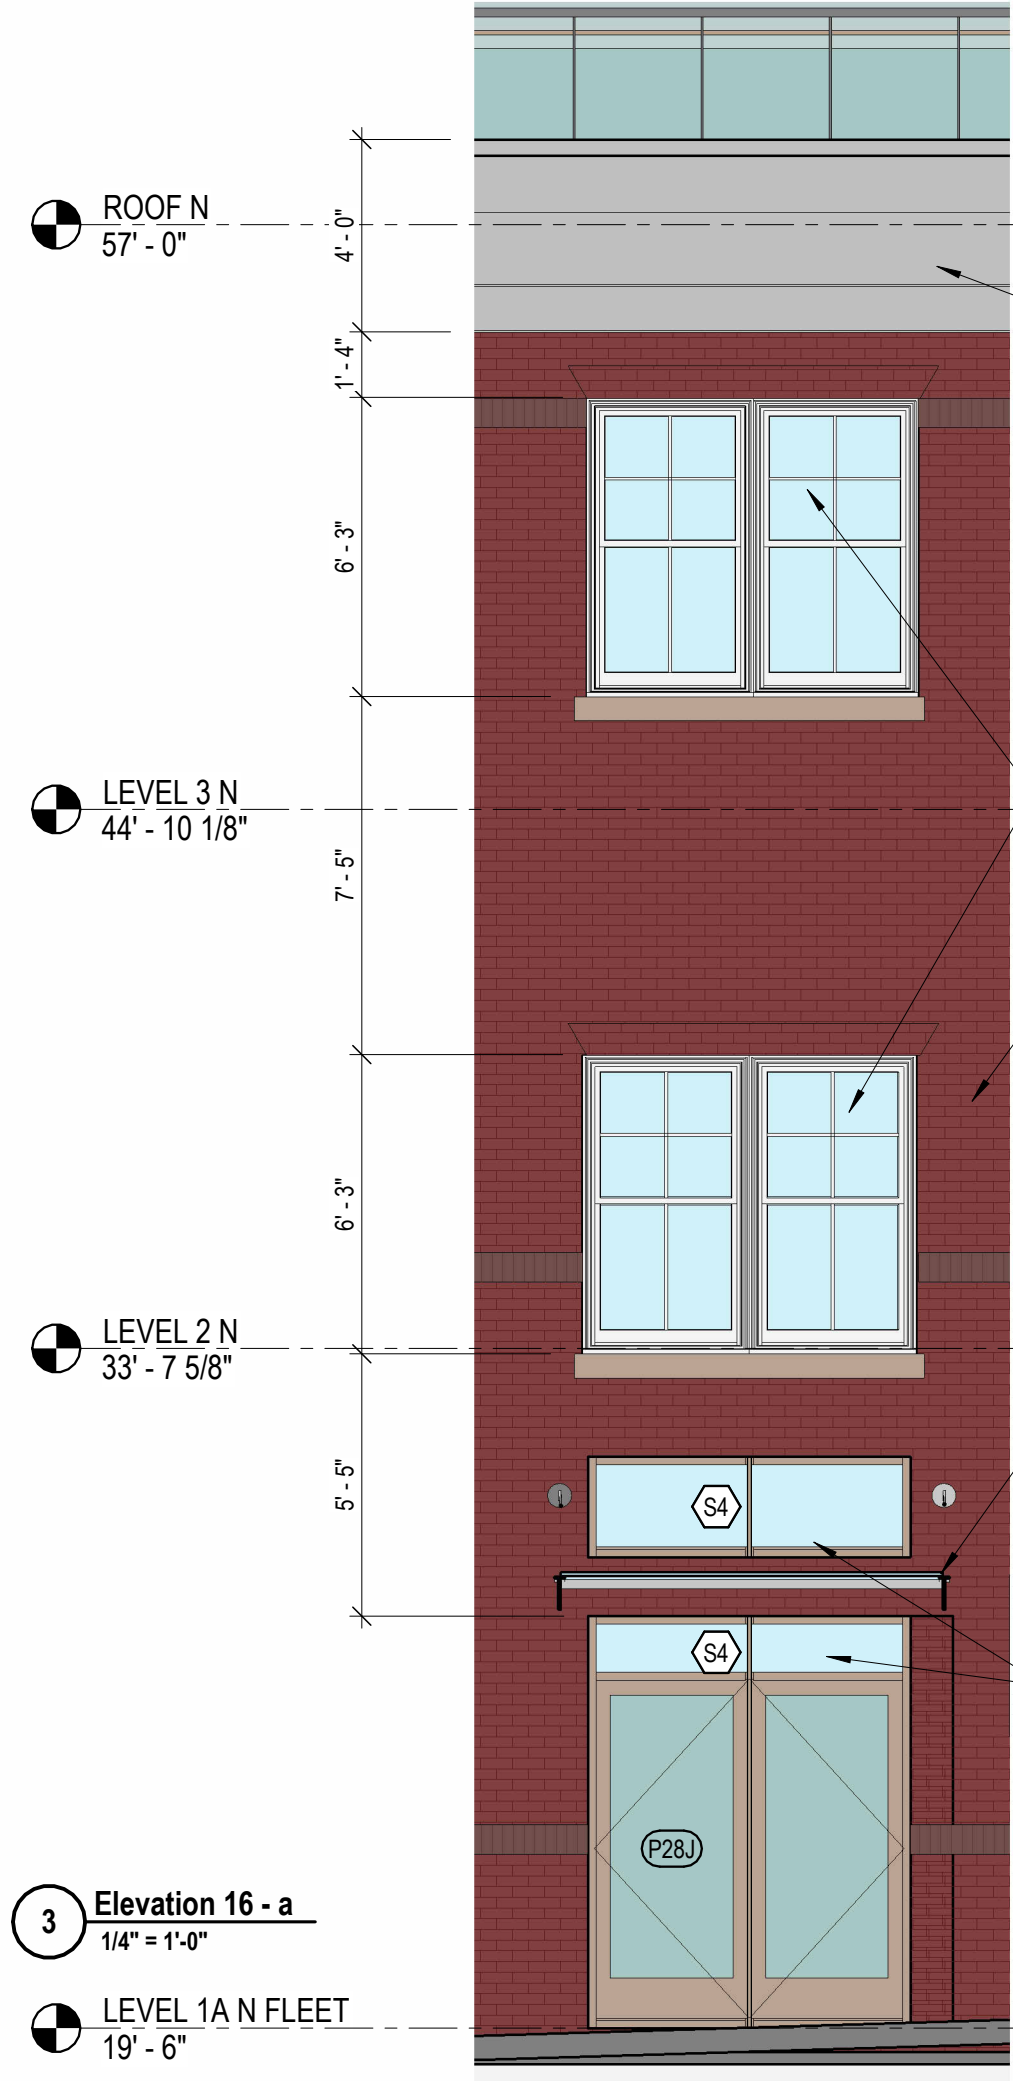 ROOF N
57' - 0"
4' - 0"
1' - 4"
6' - 3"
LEVEL 3 N
44' - 10 1/8"
7' - 5"
6' - 3"
LEVEL 2 N
33' - 7 5/8"
5' - 5"
S4
S4
P28J
3
Elevation 16 - a
1/4" = 1'-0"
LEVEL 1A N FLEET
19' - 6"